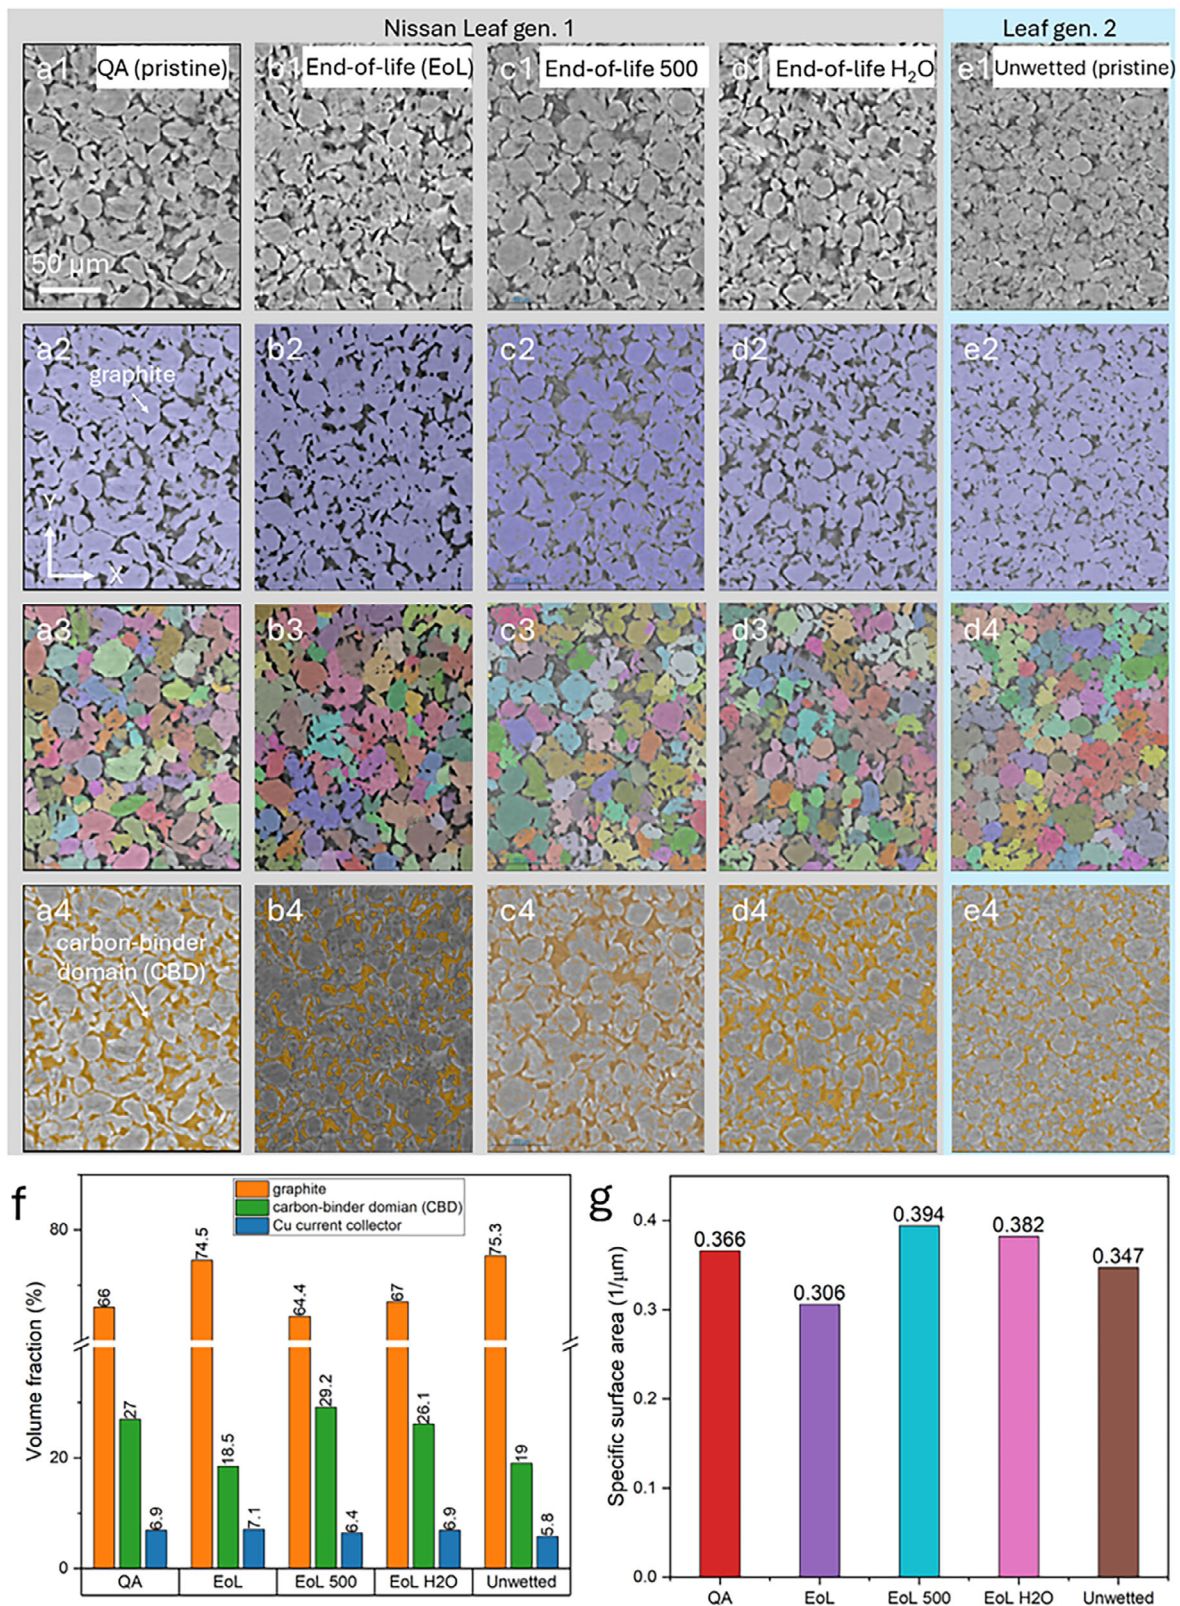 Nissan Leaf gen. 1
Leaf gen. 2
a1 QA (pristine)
b1 End-of-life (EoL)
c1 End-of-life 500
d1 End-of-life H₂O
e1 Unwetted (pristine)
50 µm
a2
graphite
Y
X
b2
c2
d2
e2
a3
b3
c3
d3
d4
a4
carbon-binder
domain (CBD)
b4
c4
d4
e4
f
graphite
carbon-binder domian (CBD)
Cu current collector
Volume fraction (%)
80
20
0
66
27
6.9
74.5
18.5
7.1
64.4
29.2
6.4
67
26.1
6.9
75.3
19
5.8
QA
EoL
EoL 500
EoL H2O
Unwetted
g
Specific surface area (1/µm)
0.4
0.3
0.2
0.1
0.0
0.366
0.306
0.394
0.382
0.347
QA
EoL
EoL 500
EoL H2O
Unwetted